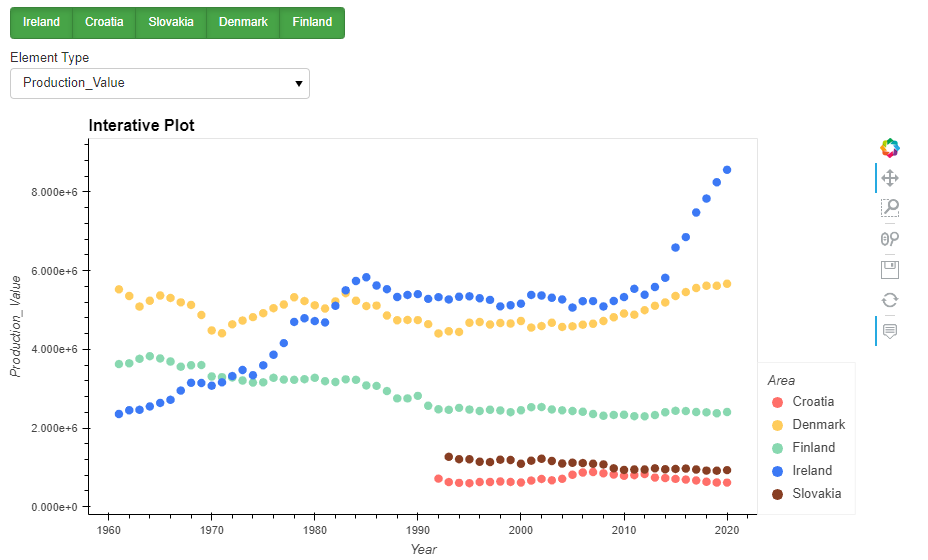 Ireland Croatia Slovakia Denmark Finland
Element Type
Production_Value
Interative Plot
8.000e+6
6.000e+6
4.000e+6
2.000e+6
0.000e+0
Production_Value
1960 1970 1980 1990 2000 2010 2020
Year
Area
Croatia
Denmark
Finland
Ireland
Slovakia